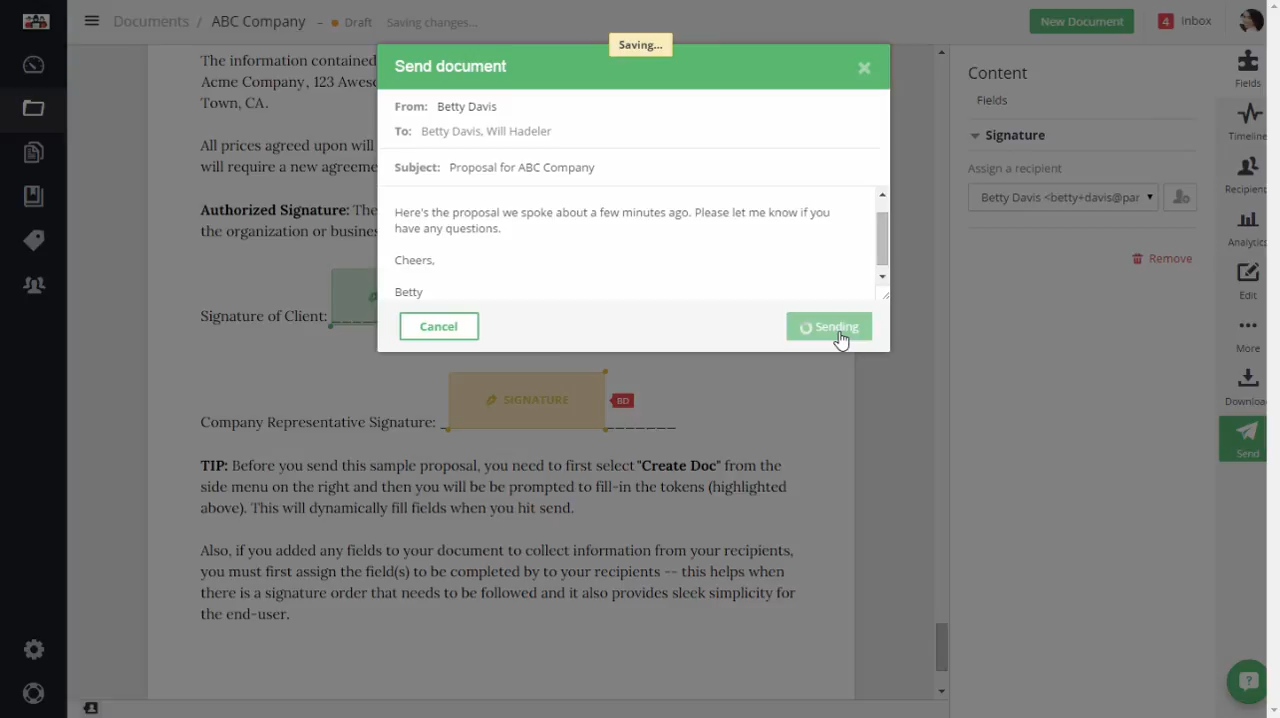 Documents / ABC Company – Draft Saving changes...
New Document
4 Inbox
Saving...
Send document
From: Betty Davis
To: Betty Davis, Will Hadeler
Subject: Proposal for ABC Company
Here's the proposal we spoke about a few minutes ago. Please let me know if you
have any questions.
Cheers,
Betty
Cancel
Sending
The information contained
Acme Company, 123 Aweso
Town, CA.
All prices agreed upon will
will require a new agreeme
Authorized Signature: The
the organization or busines
Signature of Client:
Company Representative Signature:
SIGNATURE
BD
TIP: Before you send this sample proposal, you need to first select "Create Doc" from the
side menu on the right and then you will be be prompted to fill-in the tokens (highlighted
above). This will dynamically fill fields when you hit send.
Also, if you added any fields to your document to collect information from your recipients,
you must first assign the field(s) to be completed by to your recipients -- this helps when
there is a signature order that needs to be followed and it also provides sleek simplicity for
the end-user.
Content
Fields
Signature
Assign a recipient
Betty Davis <betty+davis@par
Remove
Fields
Timeline
Recipien
Analytics
Edit
More
Downloa
Send